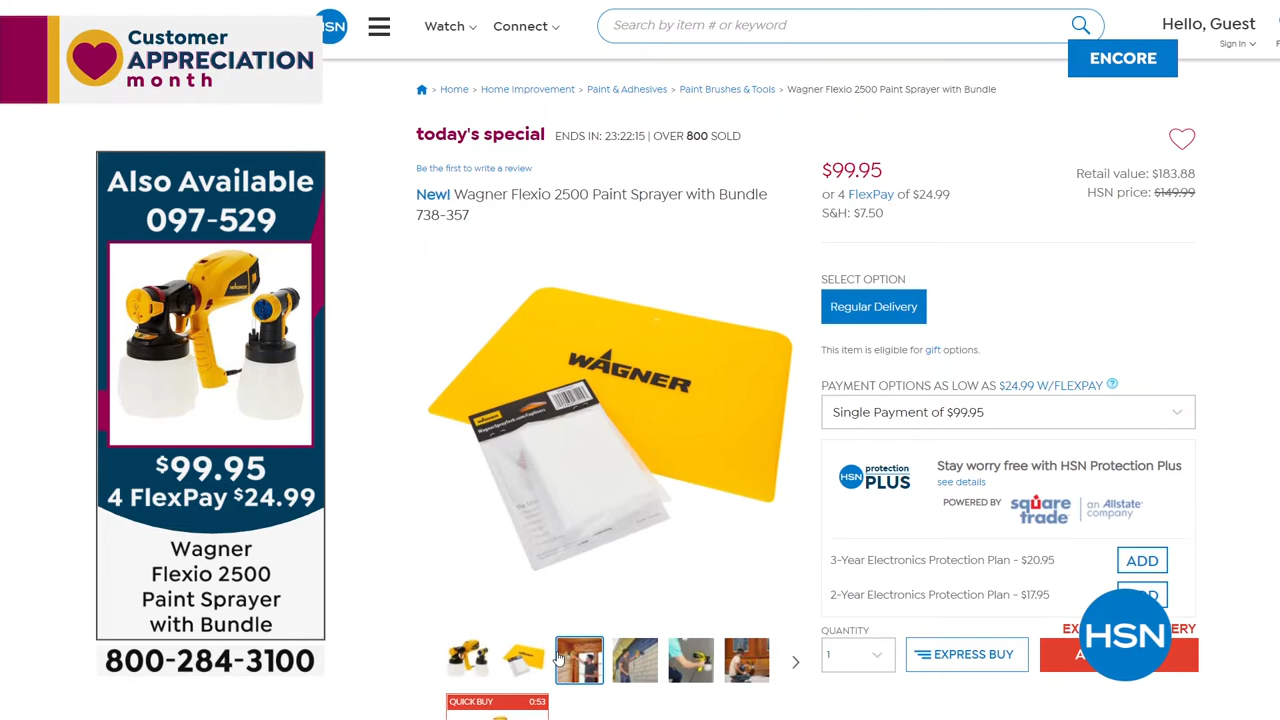 Customer
APPRECIATION
month
HSN
Watch
Connect
Search by item # or keyword
Hello, Guest
Sign In
ENCORE
> Home > Home Improvement > Paint & Adhesives > Paint Brushes & Tools > Wagner Flexio 2500 Paint Sprayer with Bundle
today's special ENDS IN: 23:22:15 | OVER 800 SOLD
Be the first to write a review
New! Wagner Flexio 2500 Paint Sprayer with Bundle
738-357
$99.95
or 4 FlexPay of $24.99
S&H: $7.50
Retail value: $183.88
HSN price: $149.99
SELECT OPTION
Regular Delivery
This item is eligible for gift options.
PAYMENT OPTIONS AS LOW AS $24.99 W/FLEXPAY
Single Payment of $99.95
HSN protection PLUS
Stay worry free with HSN Protection Plus
see details
POWERED BY square trade an Allstate company
3-Year Electronics Protection Plan - $20.95
ADD
2-Year Electronics Protection Plan - $17.95
QUANTITY
1
EXPRESS BUY
HSN
WAGNER
WAGNER
QUICK BUY 0:53
Also Available
097-529
WAGNER
$99.95
4 FlexPay $24.99
Wagner
Flexio 2500
Paint Sprayer
with Bundle
800-284-3100